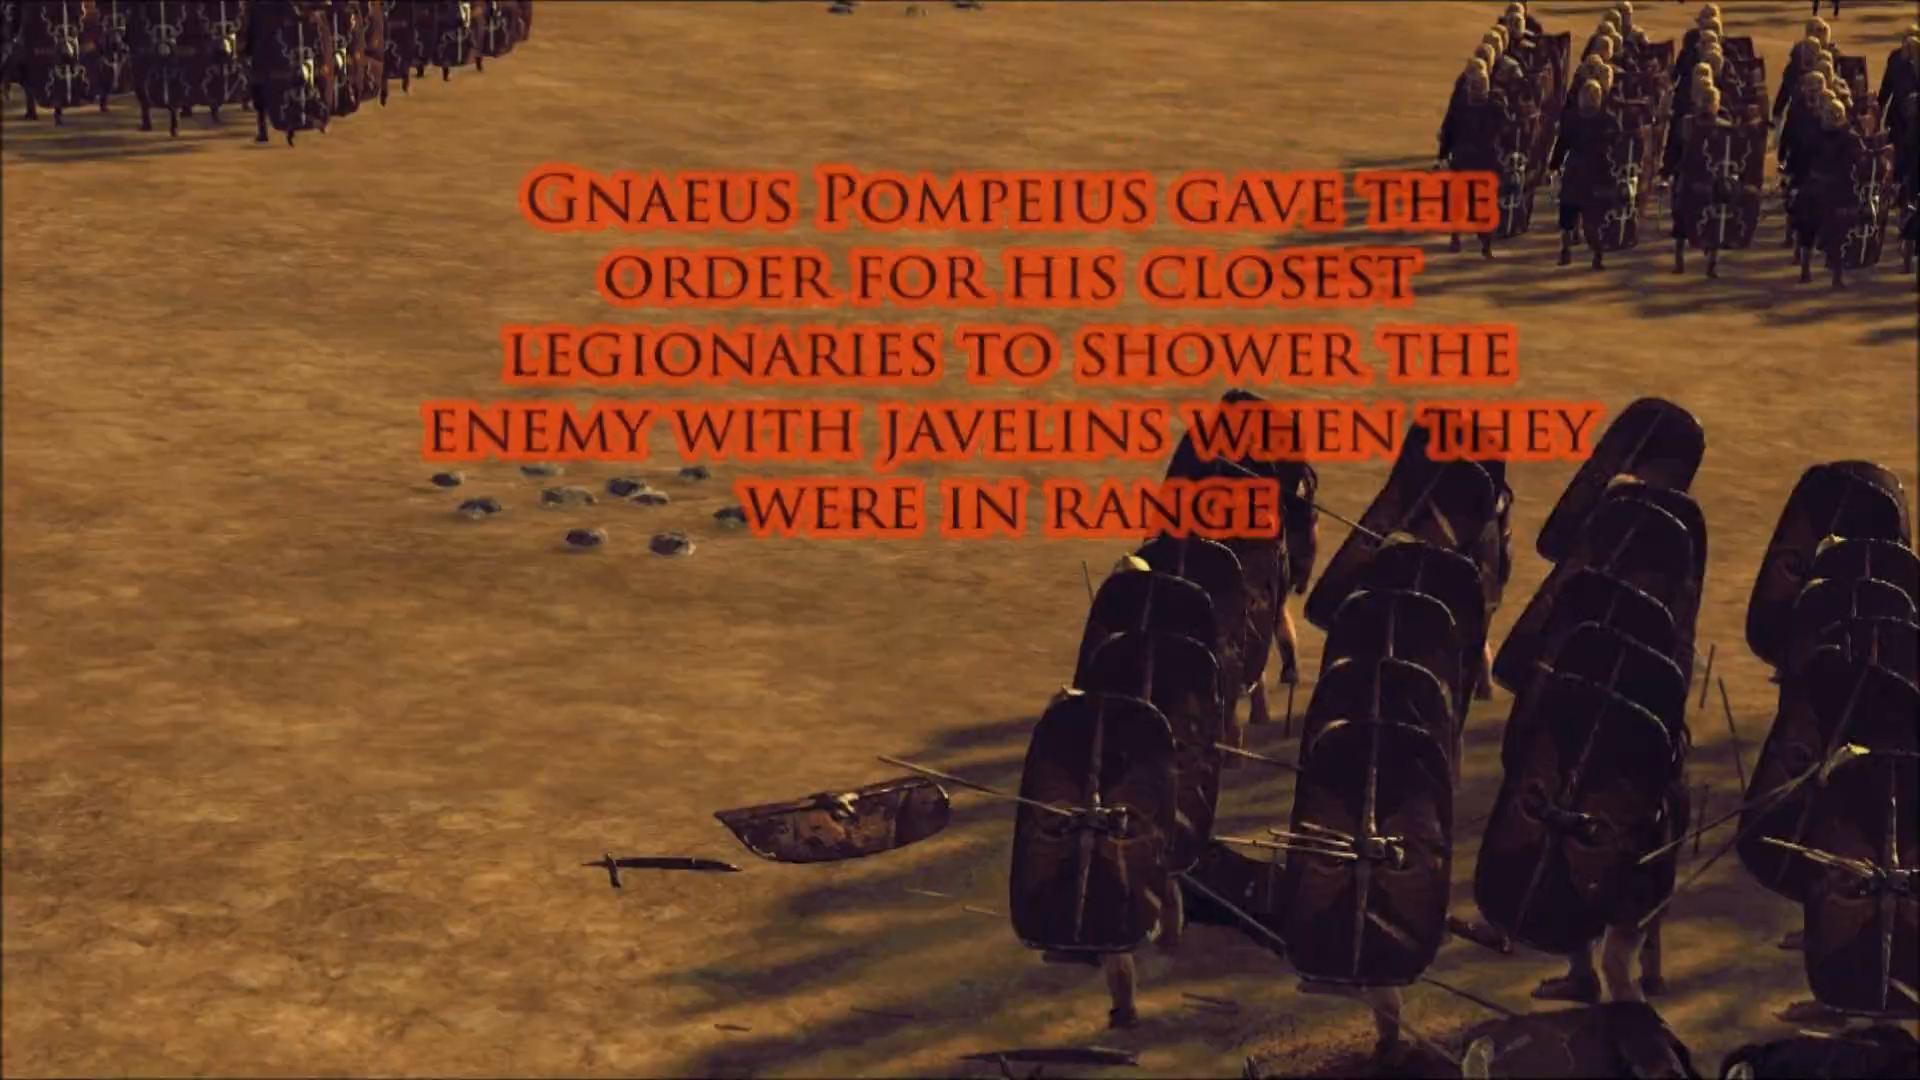 Gnaeus Pompeius gave the
order for his closest
legionaries to shower the
enemy with javelins when they
were in range